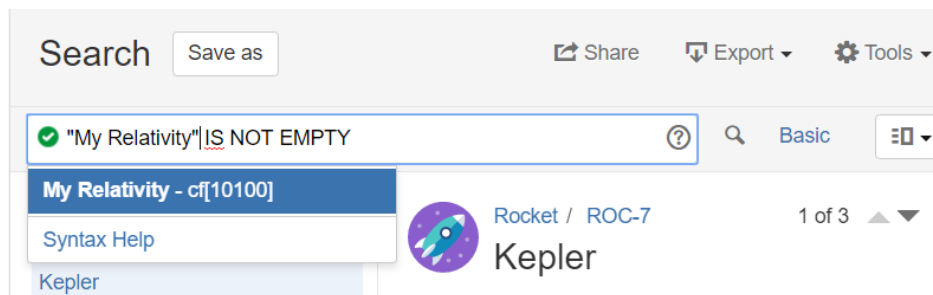 Search Save as Share Export Tools
"My Relativity" IS NOT EMPTY Basic
My Relativity - cf[10100]
Syntax Help
Rocket / ROC-7 1 of 3
Kepler
Kepler